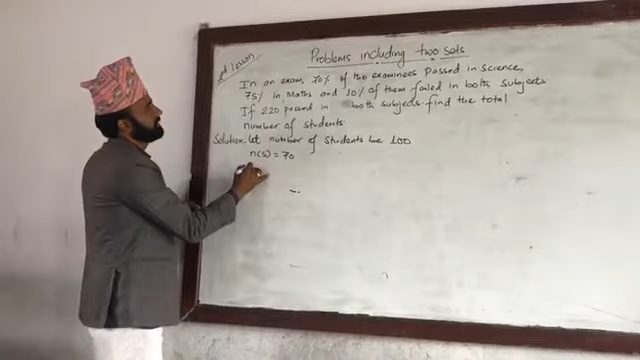 2nd lesson
Problems including two sets
In an exam, 70% of the examinees passed in science,
75% in Maths and 10% of them failed in both subjects
If 220 passed in both subjects find the total
number of students.
Solution:- let number of students be 100
n(s) = 70